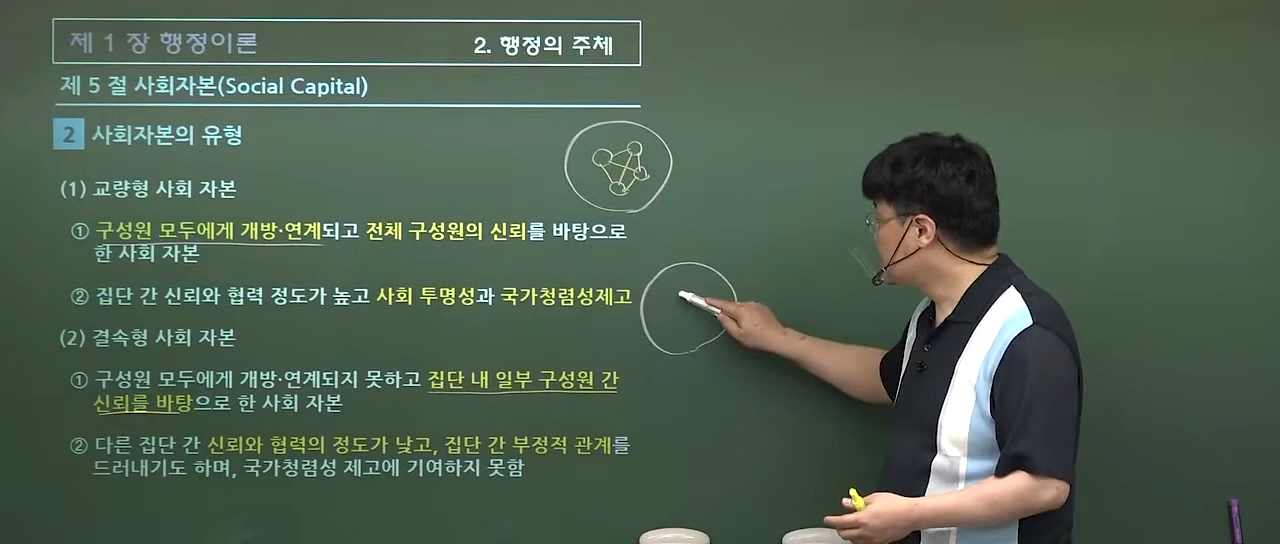 제 1 장 행정이론
2. 행정의 주체
제 5 절 사회자본(Social Capital)
2 사회자본의 유형
(1) 교량형 사회 자본
① 구성원 모두에게 개방·연계되고 전체 구성원의 신뢰를 바탕으로
한 사회 자본
② 집단 간 신뢰와 협력 정도가 높고 사회 투명성과 국가청렴성제고
(2) 결속형 사회 자본
① 구성원 모두에게 개방·연계되지 못하고 집단 내 일부 구성원 간
신뢰를 바탕으로 한 사회 자본
② 다른 집단 간 신뢰와 협력의 정도가 낮고, 집단 간 부정적 관계를
드러내기도 하며, 국가청렴성 제고에 기여하지 못함